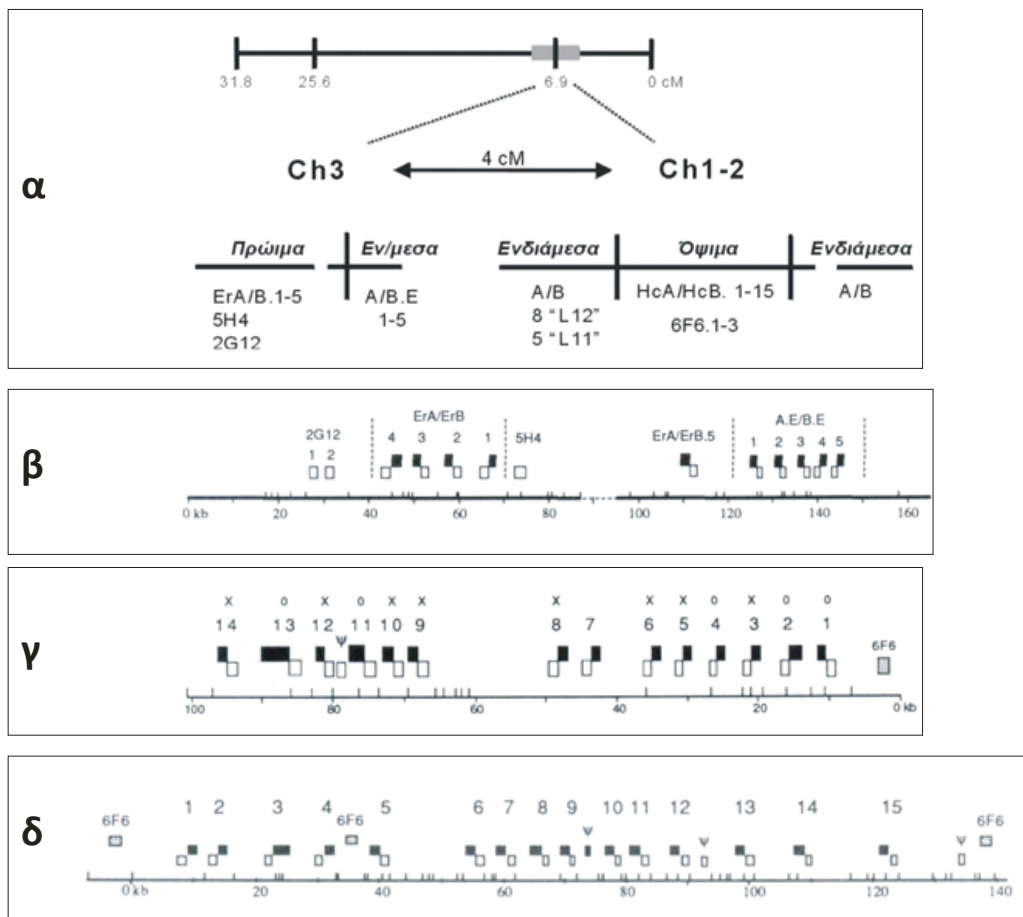 α
31.8 25.6 6.9 0 cM
Ch3 4 cM Ch1-2
Πρώιμα Εν/μεσα Ενδιάμεσα Όψιμα Ενδιάμεσα
ErA/B.1-5 A/B.E A/B HcA/HcB. 1-15 A/B
5H4 1-5 8 “L12” 6F6.1-3
2G12 5 “L11”
β
2G12 ErA/ErB 5H4 ErA/ErB.5 A.E/B.E
1 2 4 3 2 1 1 2 3 4 5
0 kb 20 40 60 80 100 120 140 160
γ
x o x o x x x x x o x o o
14 13 12 ψ 11 10 9 8 7 6 5 4 3 2 1 6F6
100 80 60 40 20 0 kb
δ
6F6 1 2 3 4 6F6 5 6 7 8 9 ψ 10 11 12 ψ 13 14 15 ψ 6F6
0 kb 20 40 60 80 100 120 140